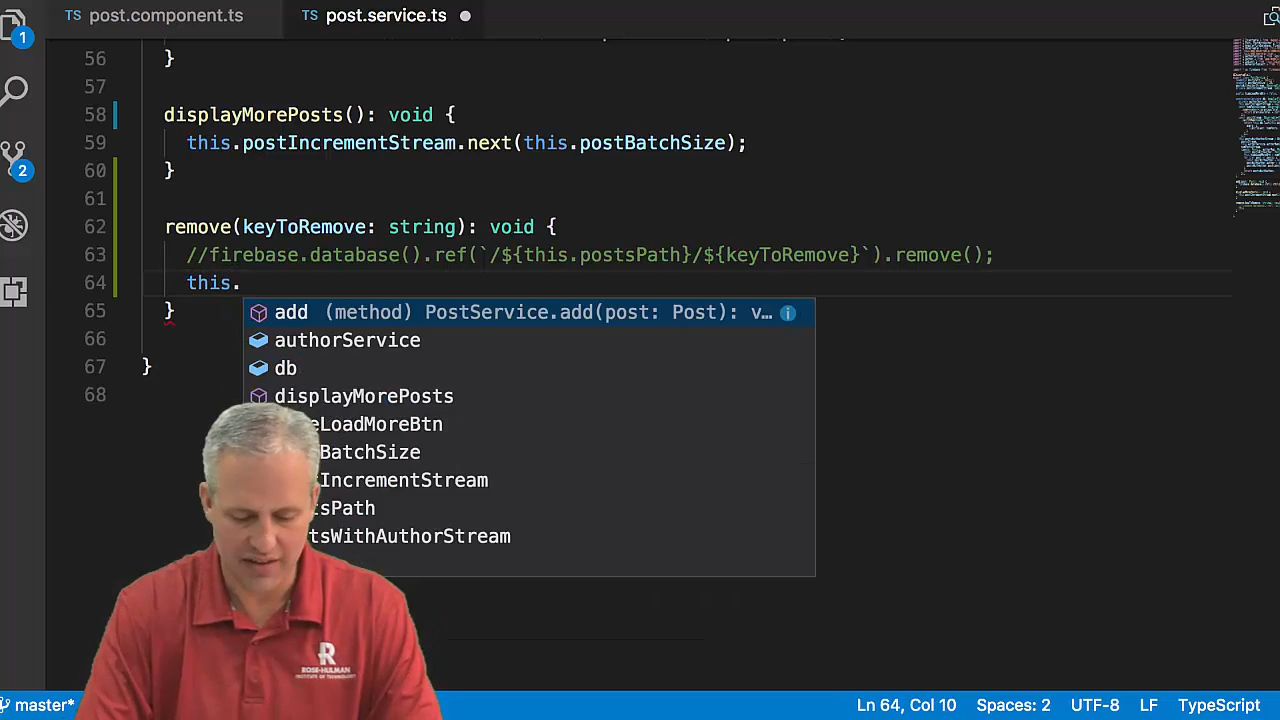 TS post.component.ts
TS post.service.ts
1
56 }
57
58 displayMorePosts(): void {
59 this.postIncrementStream.next(this.postBatchSize);
60 }
61
62 remove(keyToRemove: string): void {
63 //firebase.database().ref(`/${this.postsPath}/${keyToRemove}`).remove();
64 this.
65 }
66
67 }
68
2
add (method) PostService.add(post: Post): v…
authorService
db
displayMorePosts
eLoadMoreBtn
BatchSize
IncrementStream
sPath
tsWithAuthorStream
R
ROSE-HULMAN
INSTITUTE OF TECHNOLOGY
master*
Ln 64, Col 10
Spaces: 2
UTF-8
LF
TypeScript